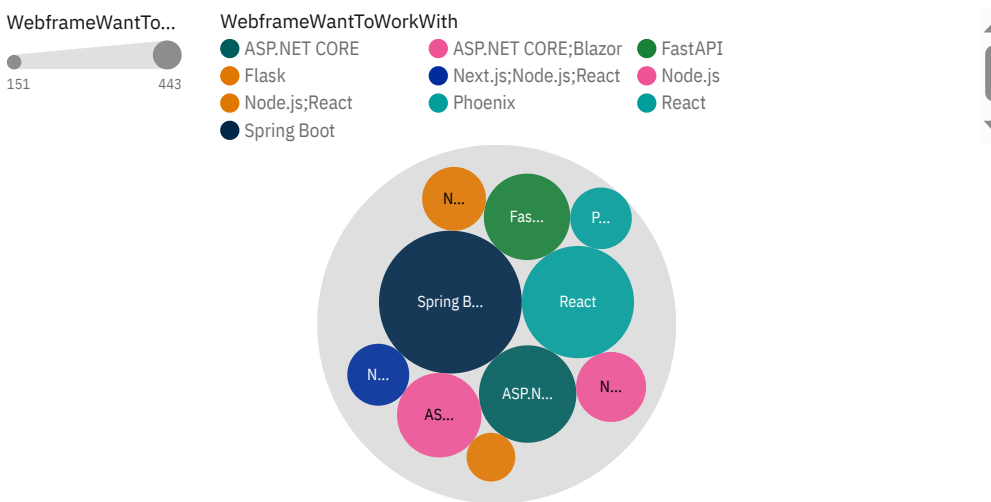 WebframeWantTo...
151
443
WebframeWantToWorkWith
ASP.NET CORE
ASP.NET CORE;Blazor
FastAPI
Flask
Next.js;Node.js;React
Node.js
Node.js;React
Phoenix
React
Spring Boot
N...
Fas...
P...
Spring B...
React
N...
AS...
ASP.N...
N...